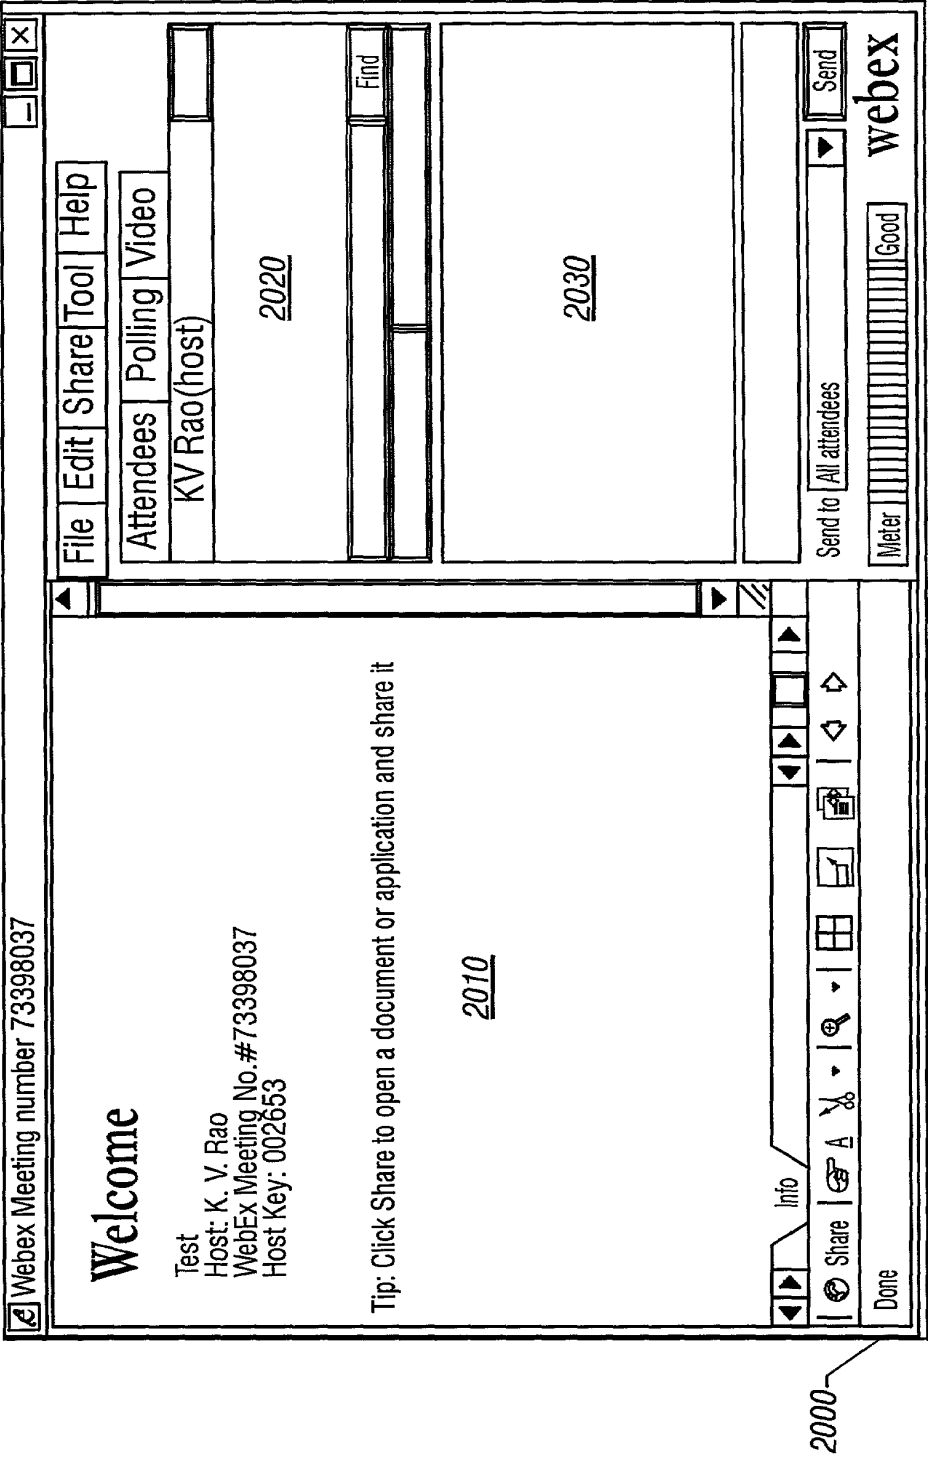 Webex Meeting number 73398037
Welcome
Test
Host: K. V. Rao
WebEx Meeting No.#73398037
Host Key: 002653
Tip: Click Share to open a document or application and share it
2010
Info
Share
A
Done
File Edit Share Tool Help
Attendees Polling Video
KV Rao(host)
2020
Find
2030
Send to All attendees Send
Meter Good
webex
2000